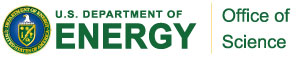 U.S. DEPARTMENT OF
ENERGY
Office of
Science